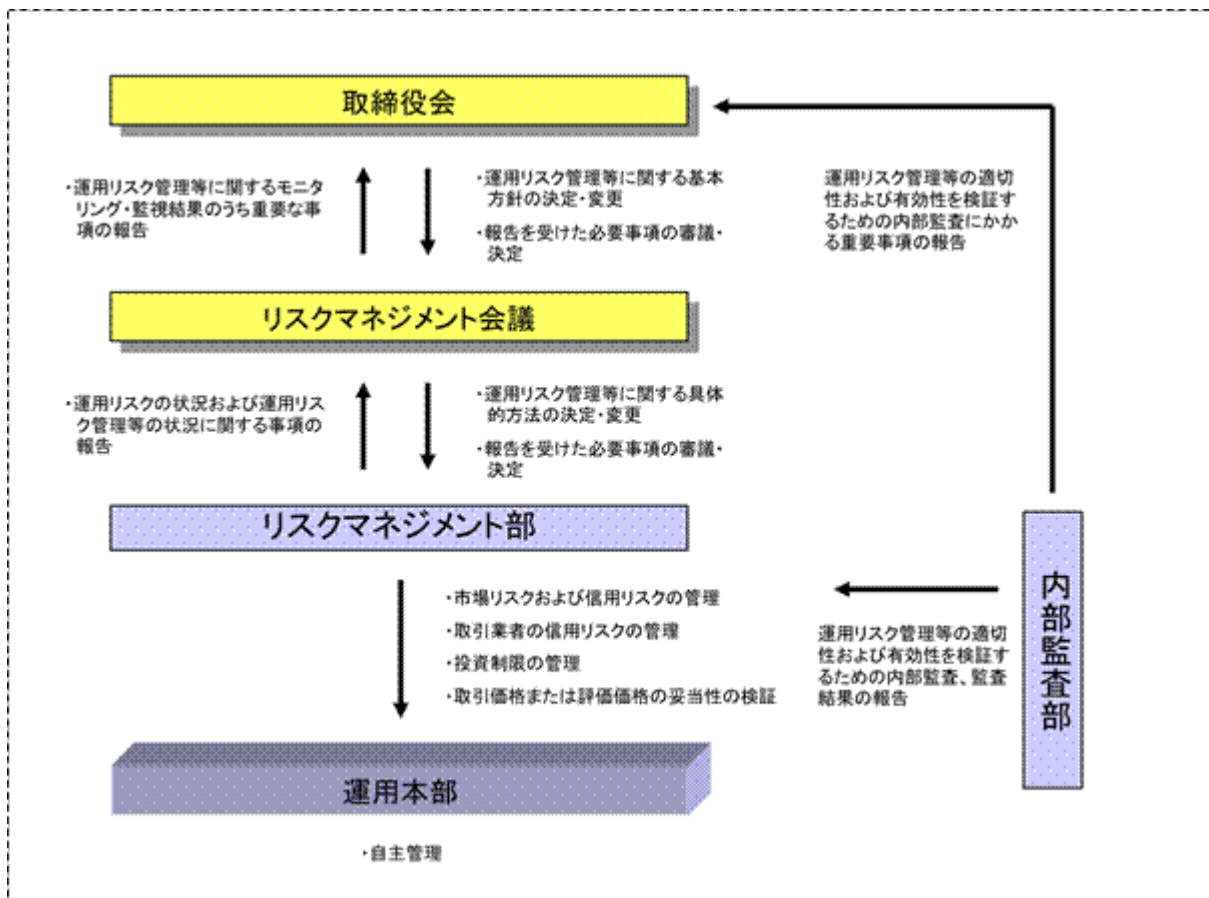 取締役会
・運用リスク管理等に関するモニ
タリング・監視結果のうち重要な事
項の報告
・運用リスク管理等に関する基本
方針の決定・変更
・報告を受けた必要事項の審議・
決定
運用リスク管理等の適切
性および有効性を検証す
るための内部監査にかか
る重要事項の報告
リスクマネジメント会議
・運用リスクの状況および運用リス
ク管理等の状況に関する事項の
報告
・運用リスク管理等に関する具体
的方法の決定・変更
・報告を受けた必要事項の審議・
決定
リスクマネジメント部
・市場リスクおよび信用リスクの管理
・取引業者の信用リスクの管理
・投資制限の管理
・取引価格または評価価格の妥当性の検証
運用リスク管理等の適切
性および有効性を検証す
るための内部監査、監査
結果の報告
内部監査部
運用本部
・自主管理